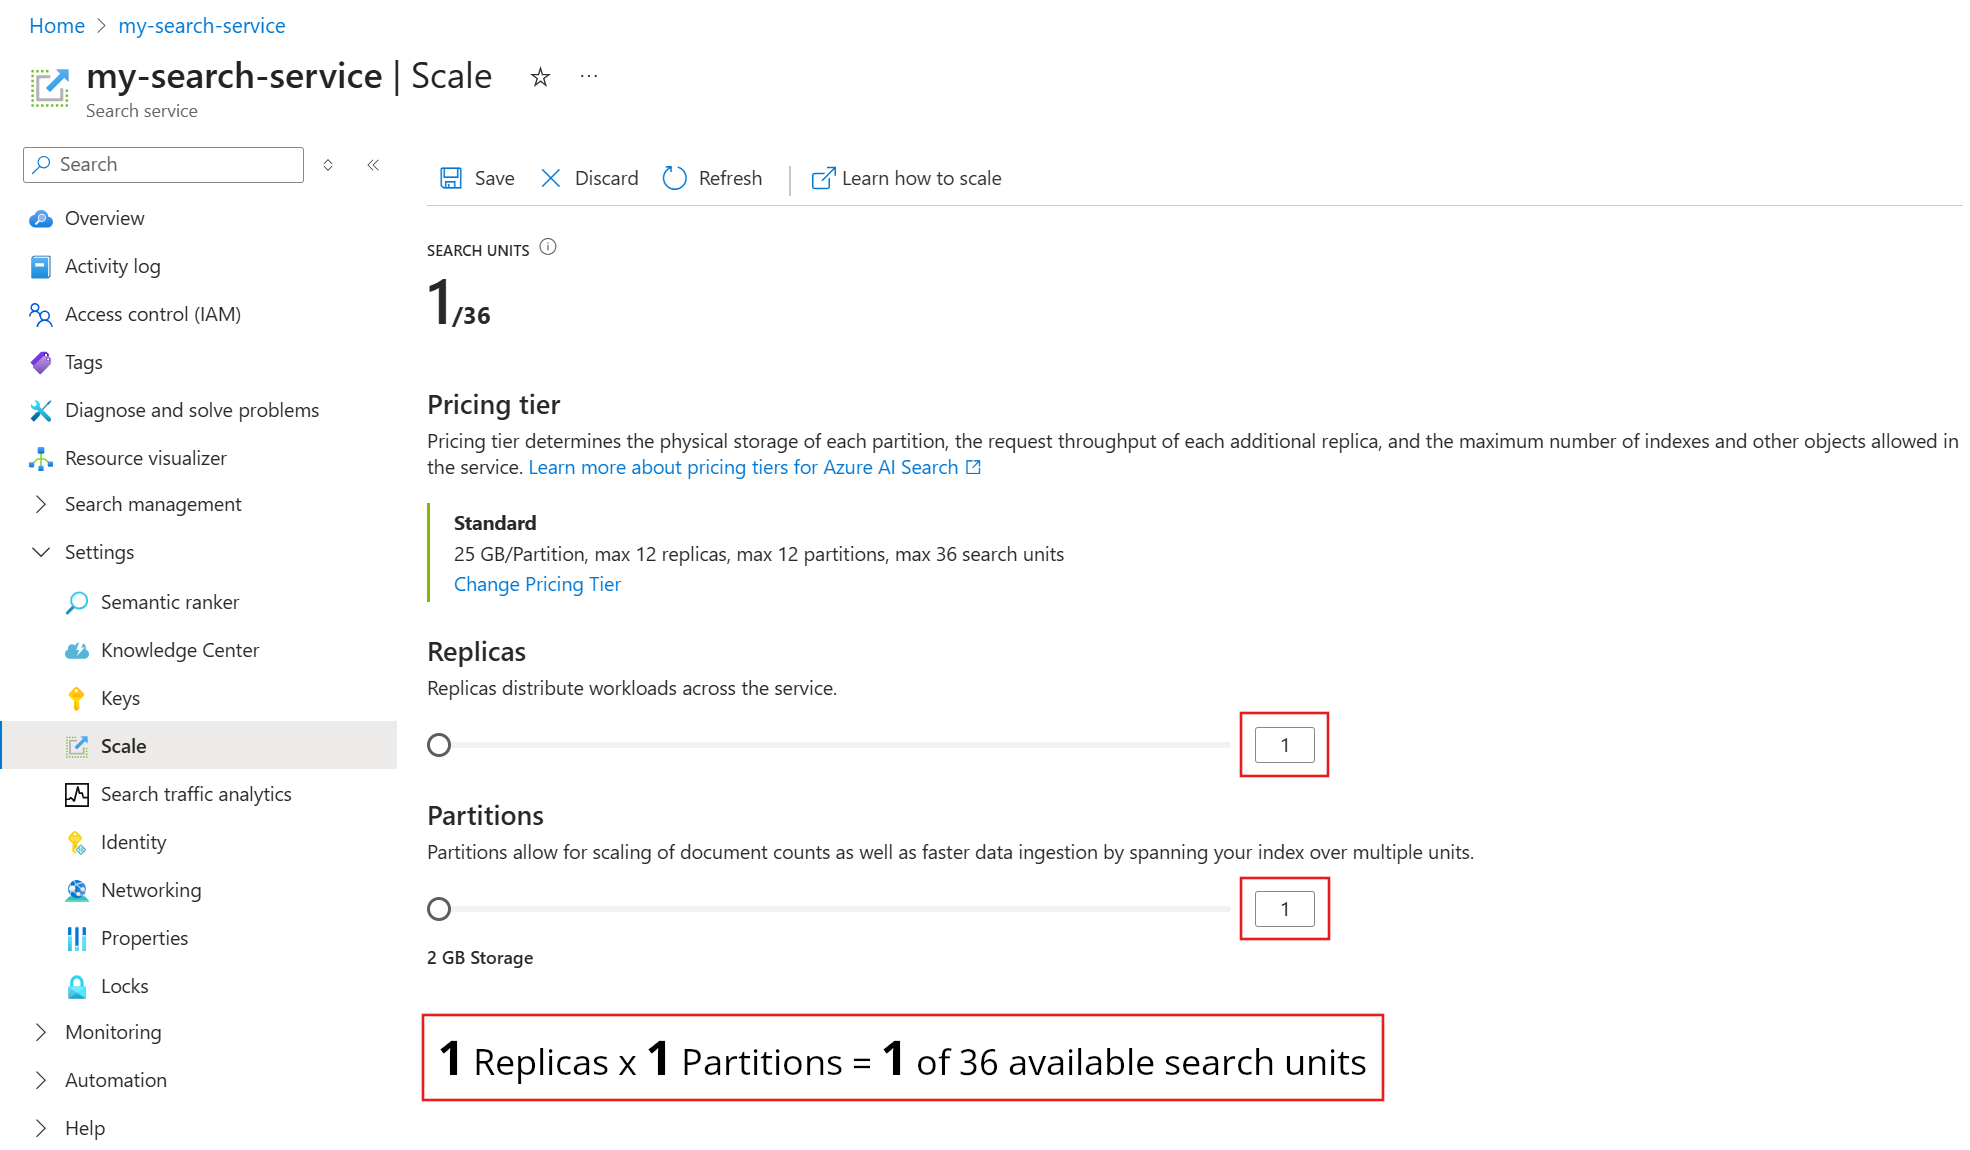 Home > my-search-service
my-search-service | Scale
Search service
Search
Overview
Activity log
Access control (IAM)
Tags
Diagnose and solve problems
Resource visualizer
Search management
Settings
Semantic ranker
Knowledge Center
Keys
Scale
Search traffic analytics
Identity
Networking
Properties
Locks
Monitoring
Automation
Help
Save Discard Refresh Learn how to scale
SEARCH UNITS
1/36
Pricing tier
Pricing tier determines the physical storage of each partition, the request throughput of each additional replica, and the maximum number of indexes and other objects allowed in
the service. Learn more about pricing tiers for Azure AI Search
Standard
25 GB/Partition, max 12 replicas, max 12 partitions, max 36 search units
Change Pricing Tier
Replicas
Replicas distribute workloads across the service.
1
Partitions
Partitions allow for scaling of document counts as well as faster data ingestion by spanning your index over multiple units.
1
2 GB Storage
1 Replicas x 1 Partitions = 1 of 36 available search units